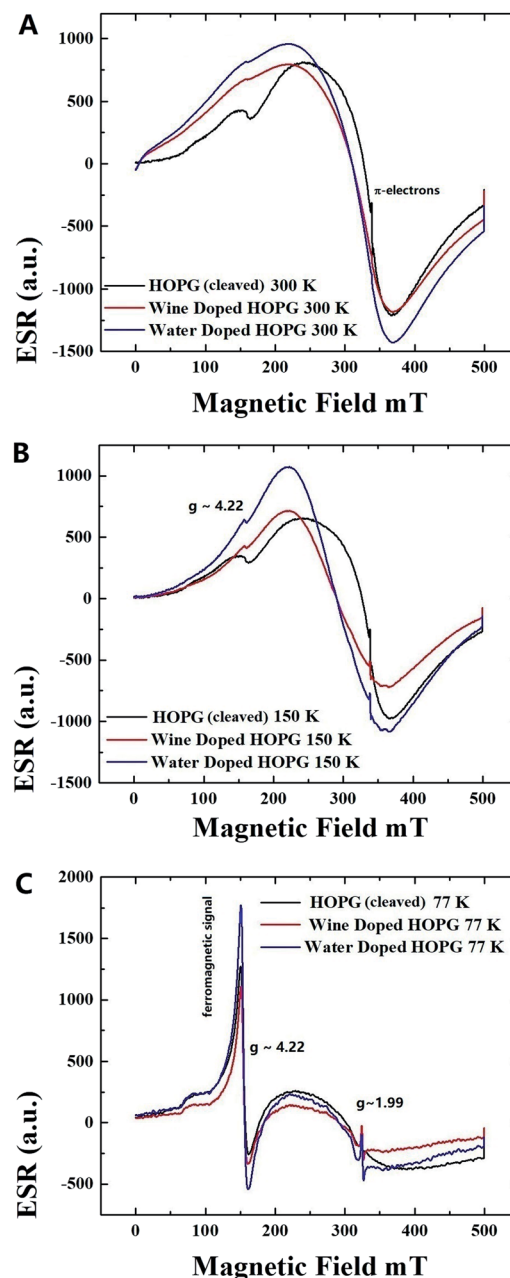 A
1000
500
0
-500
-1000
-1500
ESR (a.u.)
π-electrons
HOPG (cleaved) 300 K
Wine Doped HOPG 300 K
Water Doped HOPG 300 K
0 100 200 300 400 500
Magnetic Field mT
B
1000
500
0
-500
-1000
-1500
ESR (a.u.)
g ~ 4.22
HOPG (cleaved) 150 K
Wine Doped HOPG 150 K
Water Doped HOPG 150 K
0 100 200 300 400 500
Magnetic Field mT
C
2000
1500
1000
500
0
-500
ESR (a.u.)
ferromagnetic signal
HOPG (cleaved) 77 K
Wine Doped HOPG 77 K
Water Doped HOPG 77 K
g ~ 4.22
g~1.99
0 100 200 300 400 500
Magnetic Field mT